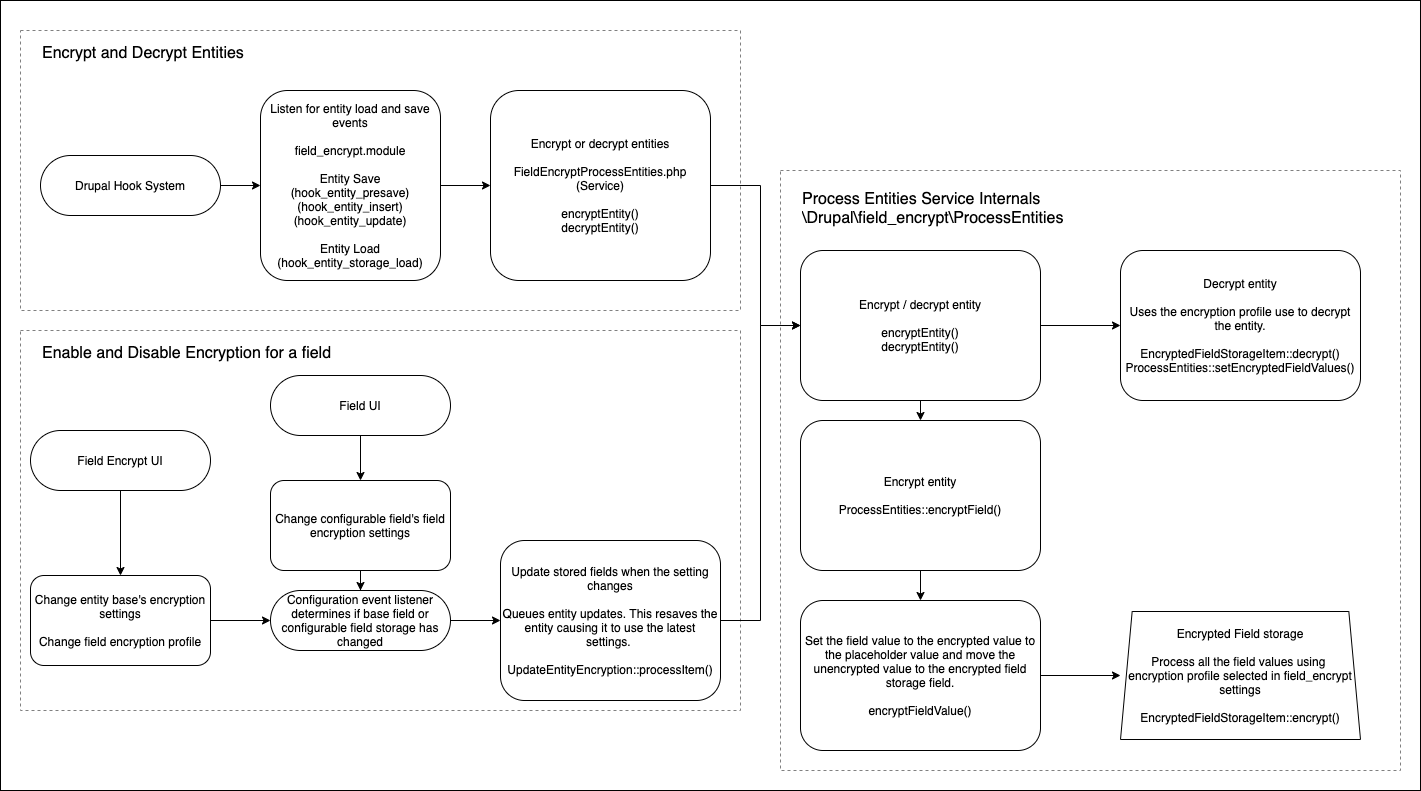 Encrypt and Decrypt Entities
Drupal Hook System
Listen for entity load and save
events
field_encrypt.module
Entity Save
(hook_entity_presave)
(hook_entity_insert)
(hook_entity_update)
Entity Load
(hook_entity_storage_load)
Encrypt or decrypt entities
FieldEncryptProcessEntities.php
(Service)
encryptEntity()
decryptEntity()
Enable and Disable Encryption for a field
Field UI
Field Encrypt UI
Change configurable field's field
encryption settings
Change entity base's encryption
settings
Change field encryption profile
Configuration event listener
determines if base field or
configurable field storage has
changed
Update stored fields when the setting
changes
Queues entity updates. This resaves the
entity causing it to use the latest
settings.
UpdateEntityEncryption::processItem()
Process Entities Service Internals
\Drupal\field_encrypt\ProcessEntities
Encrypt / decrypt entity
encryptEntity()
decryptEntity()
Decrypt entity
Uses the encryption profile use to decrypt
the entity.
EncryptedFieldStorageItem::decrypt()
ProcessEntities::setEncryptedFieldValues()
Encrypt entity
ProcessEntities::encryptField()
Set the field value to the encrypted value to
the placeholder value and move the
unencrypted value to the encrypted field
storage field.
encryptFieldValue()
Encrypted Field storage
Process all the field values using
encryption profile selected in field_encrypt
settings
EncryptedFieldStorageItem::encrypt()